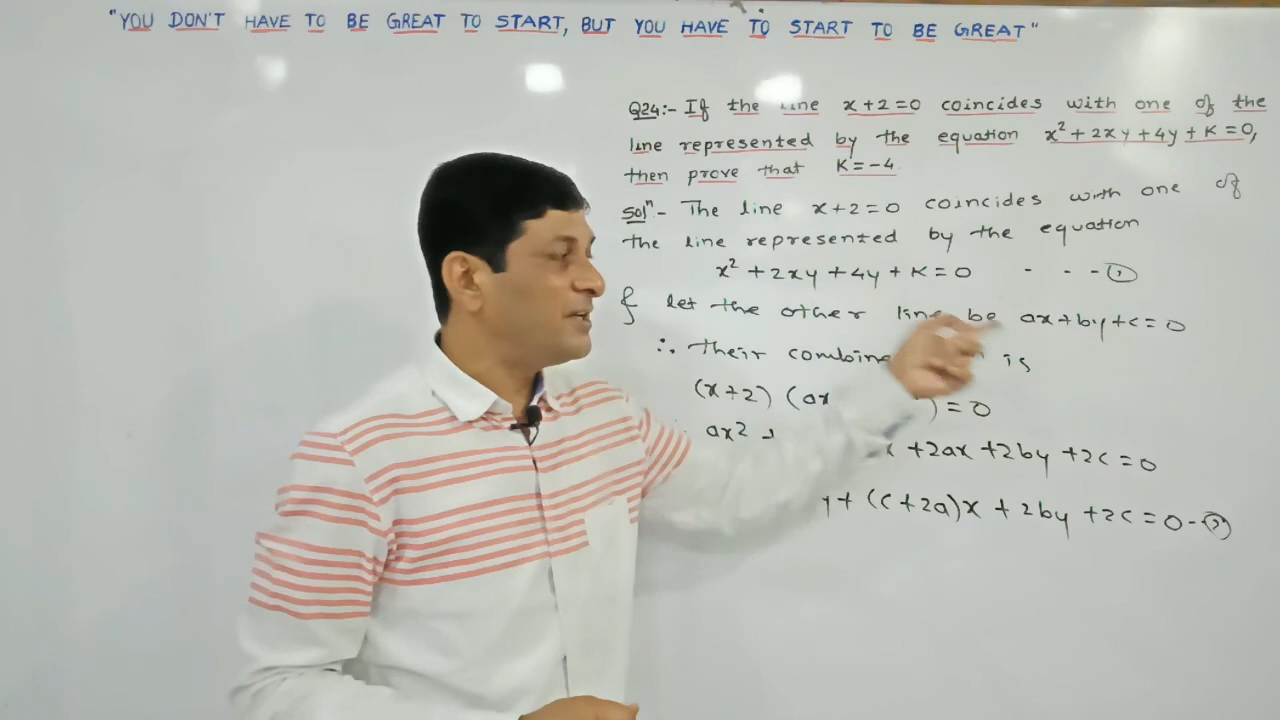 "YOU DON'T HAVE TO BE GREAT TO START, BUT YOU HAVE TO START TO BE GREAT"
Q24:- If the line x+2=0 coincides with one of the
line represented by the equation x²+2xy+4y+K=0,
then prove that K=-4.
Solⁿ- The line x+2=0 coincides with one of
the line represented by the equation
x²+2xy+4y+K=0 - - - ①
& let the other line be ax+by+c=0
∴ Their combine is
(x+2) (ax )=0
ax² + x +2ax +2by +2c =0
y+ (c+2a)x + 2by +2c =0 -②